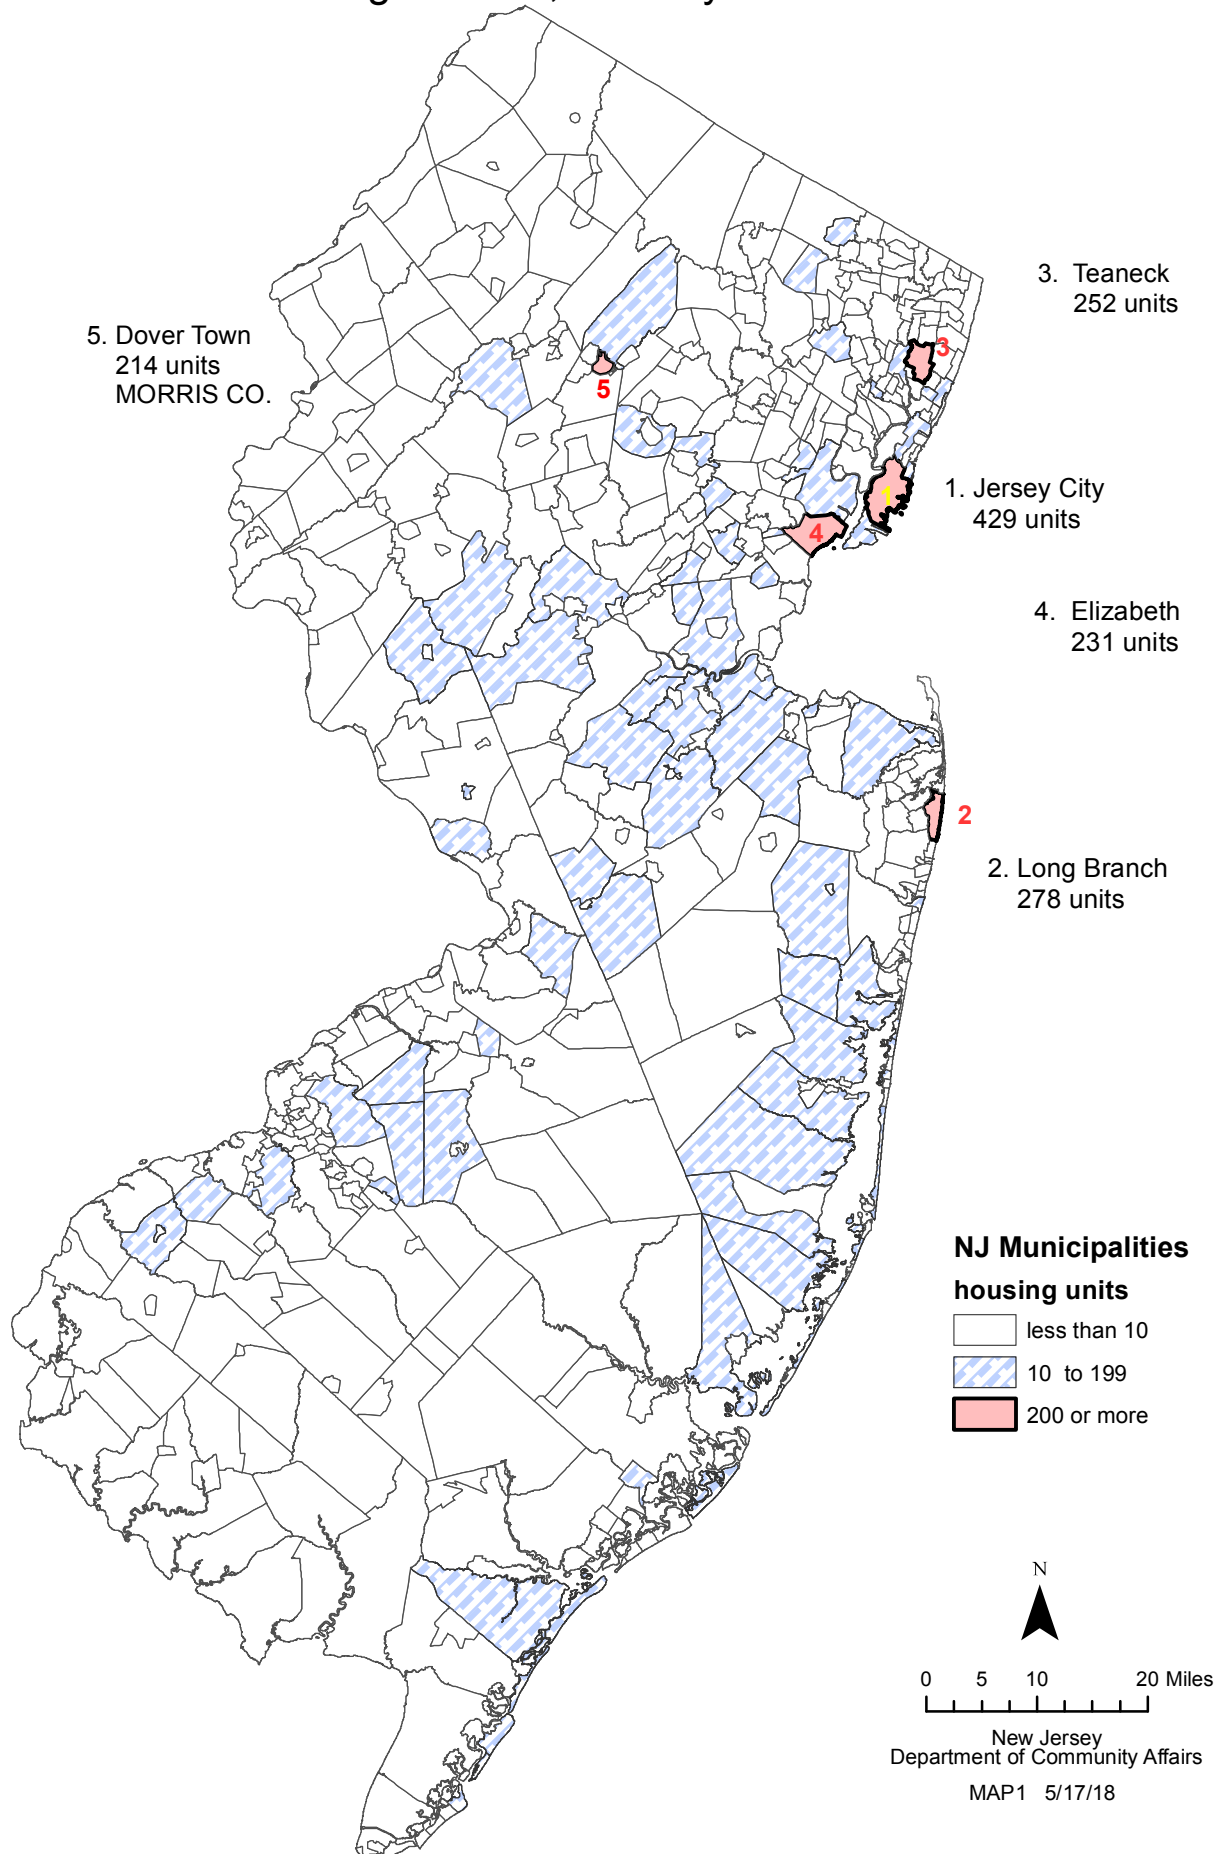 3. Teaneck
252 units
5. Dover Town
214 units
MORRIS CO.
3
5
1. Jersey City
429 units
1
4
4. Elizabeth
231 units
2
2. Long Branch
278 units
NJ Municipalities
housing units
less than 10
10 to 199
200 or more
N
0 5 10 20 Miles
New Jersey
Department of Community Affairs
MAP1 5/17/18